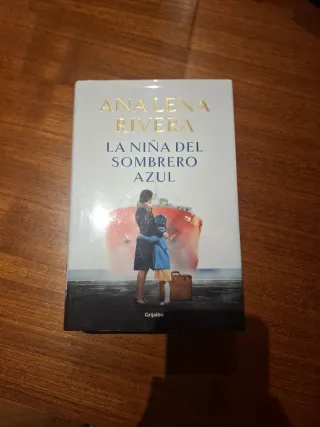 ANA LENA
RIVERA
LA NIÑA DEL
SOMBRERO
AZUL
Grijalbo